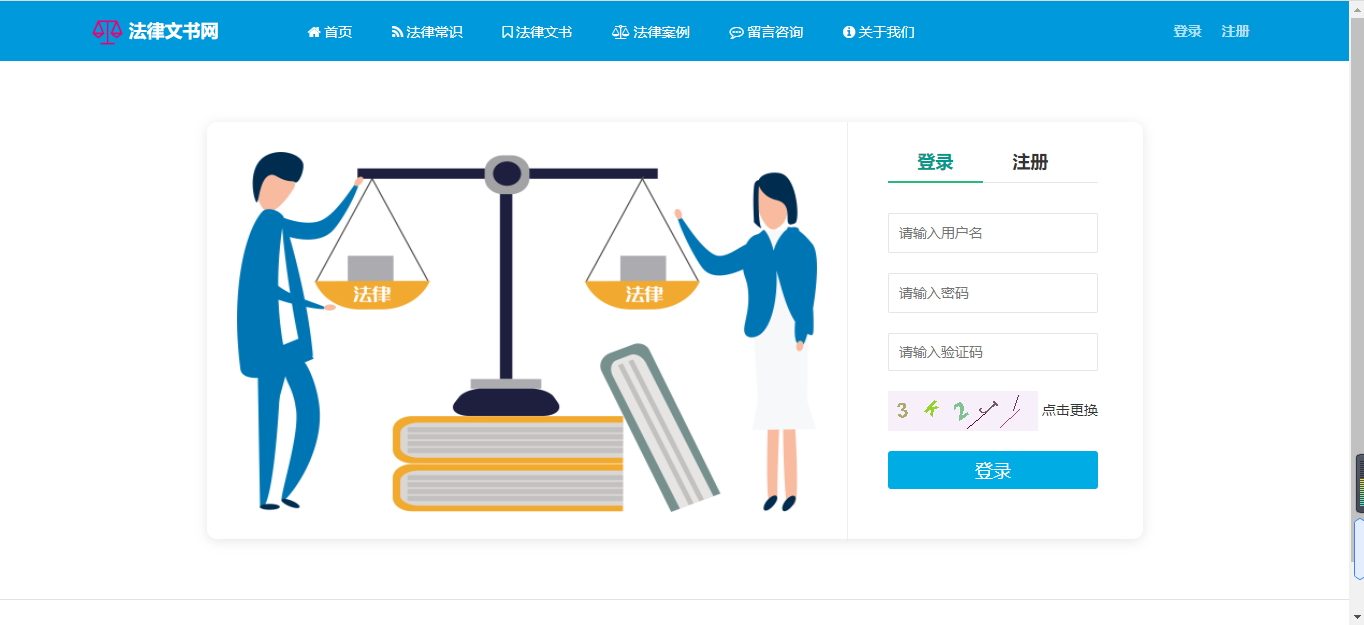 法律文书网 首页 法律常识 法律文书 法律案例 留言咨询 关于我们 登录 注册
登录 注册
请输入用户名
法律 法律
请输入密码
请输入验证码
点击更换
登录